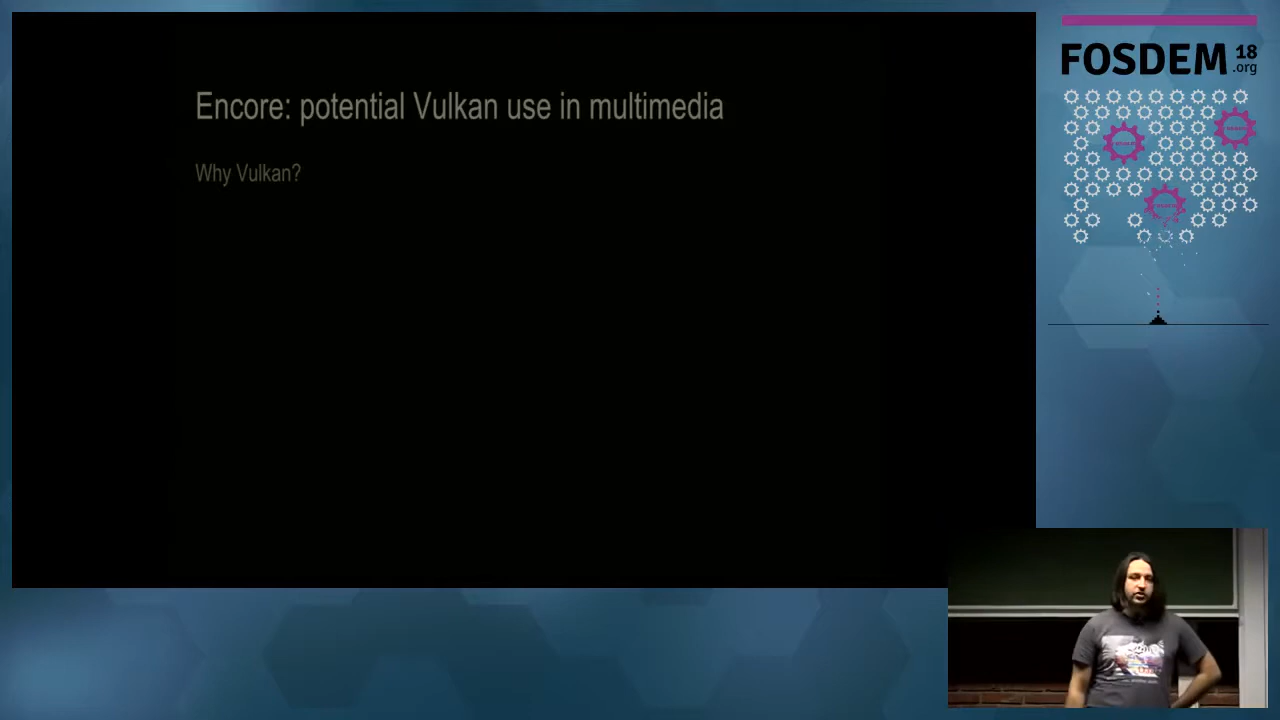 Encore: potential Vulkan use in multimedia
Why Vulkan?
FOSDEM 18
.org